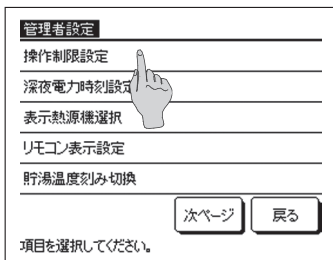 管理者設定
操作制限設定
深夜電力時刻設定
表示熱源機選択
リモコン表示設定
貯湯温度刻み切換
次ページ 戻る
項目を選択してください。